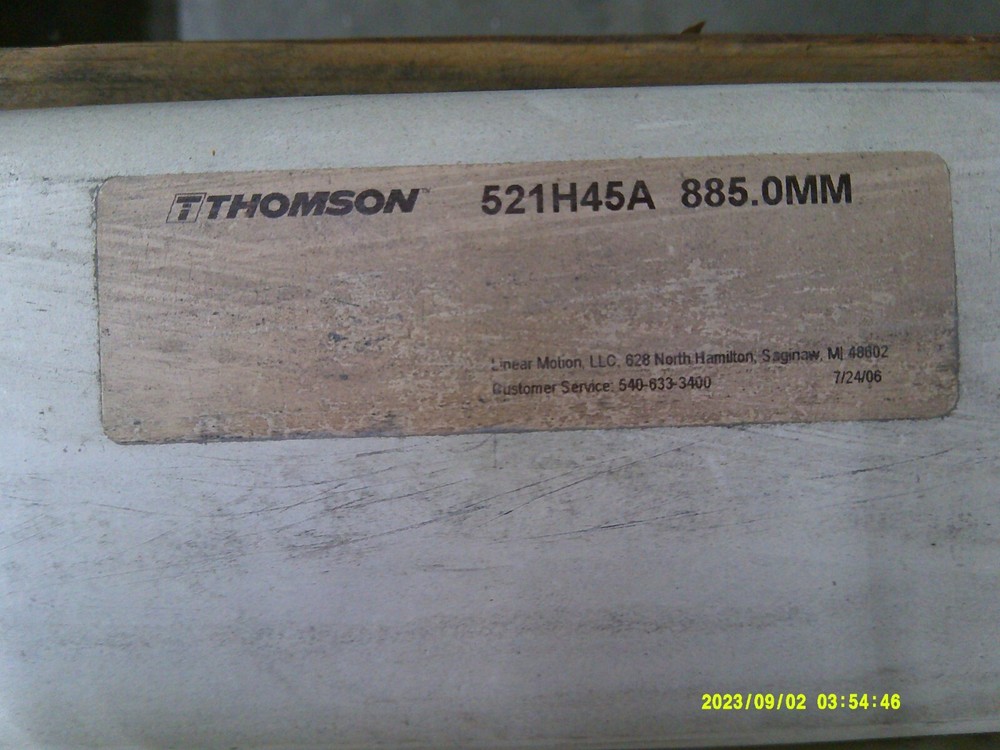 THOMSON™ 521H45A 885.0MM
Linear Motion, LLC, 628 North Hamilton, Saginaw, MI 48602
Customer Service: 540-633-3400 7/24/06
2023/09/02 03:54:46